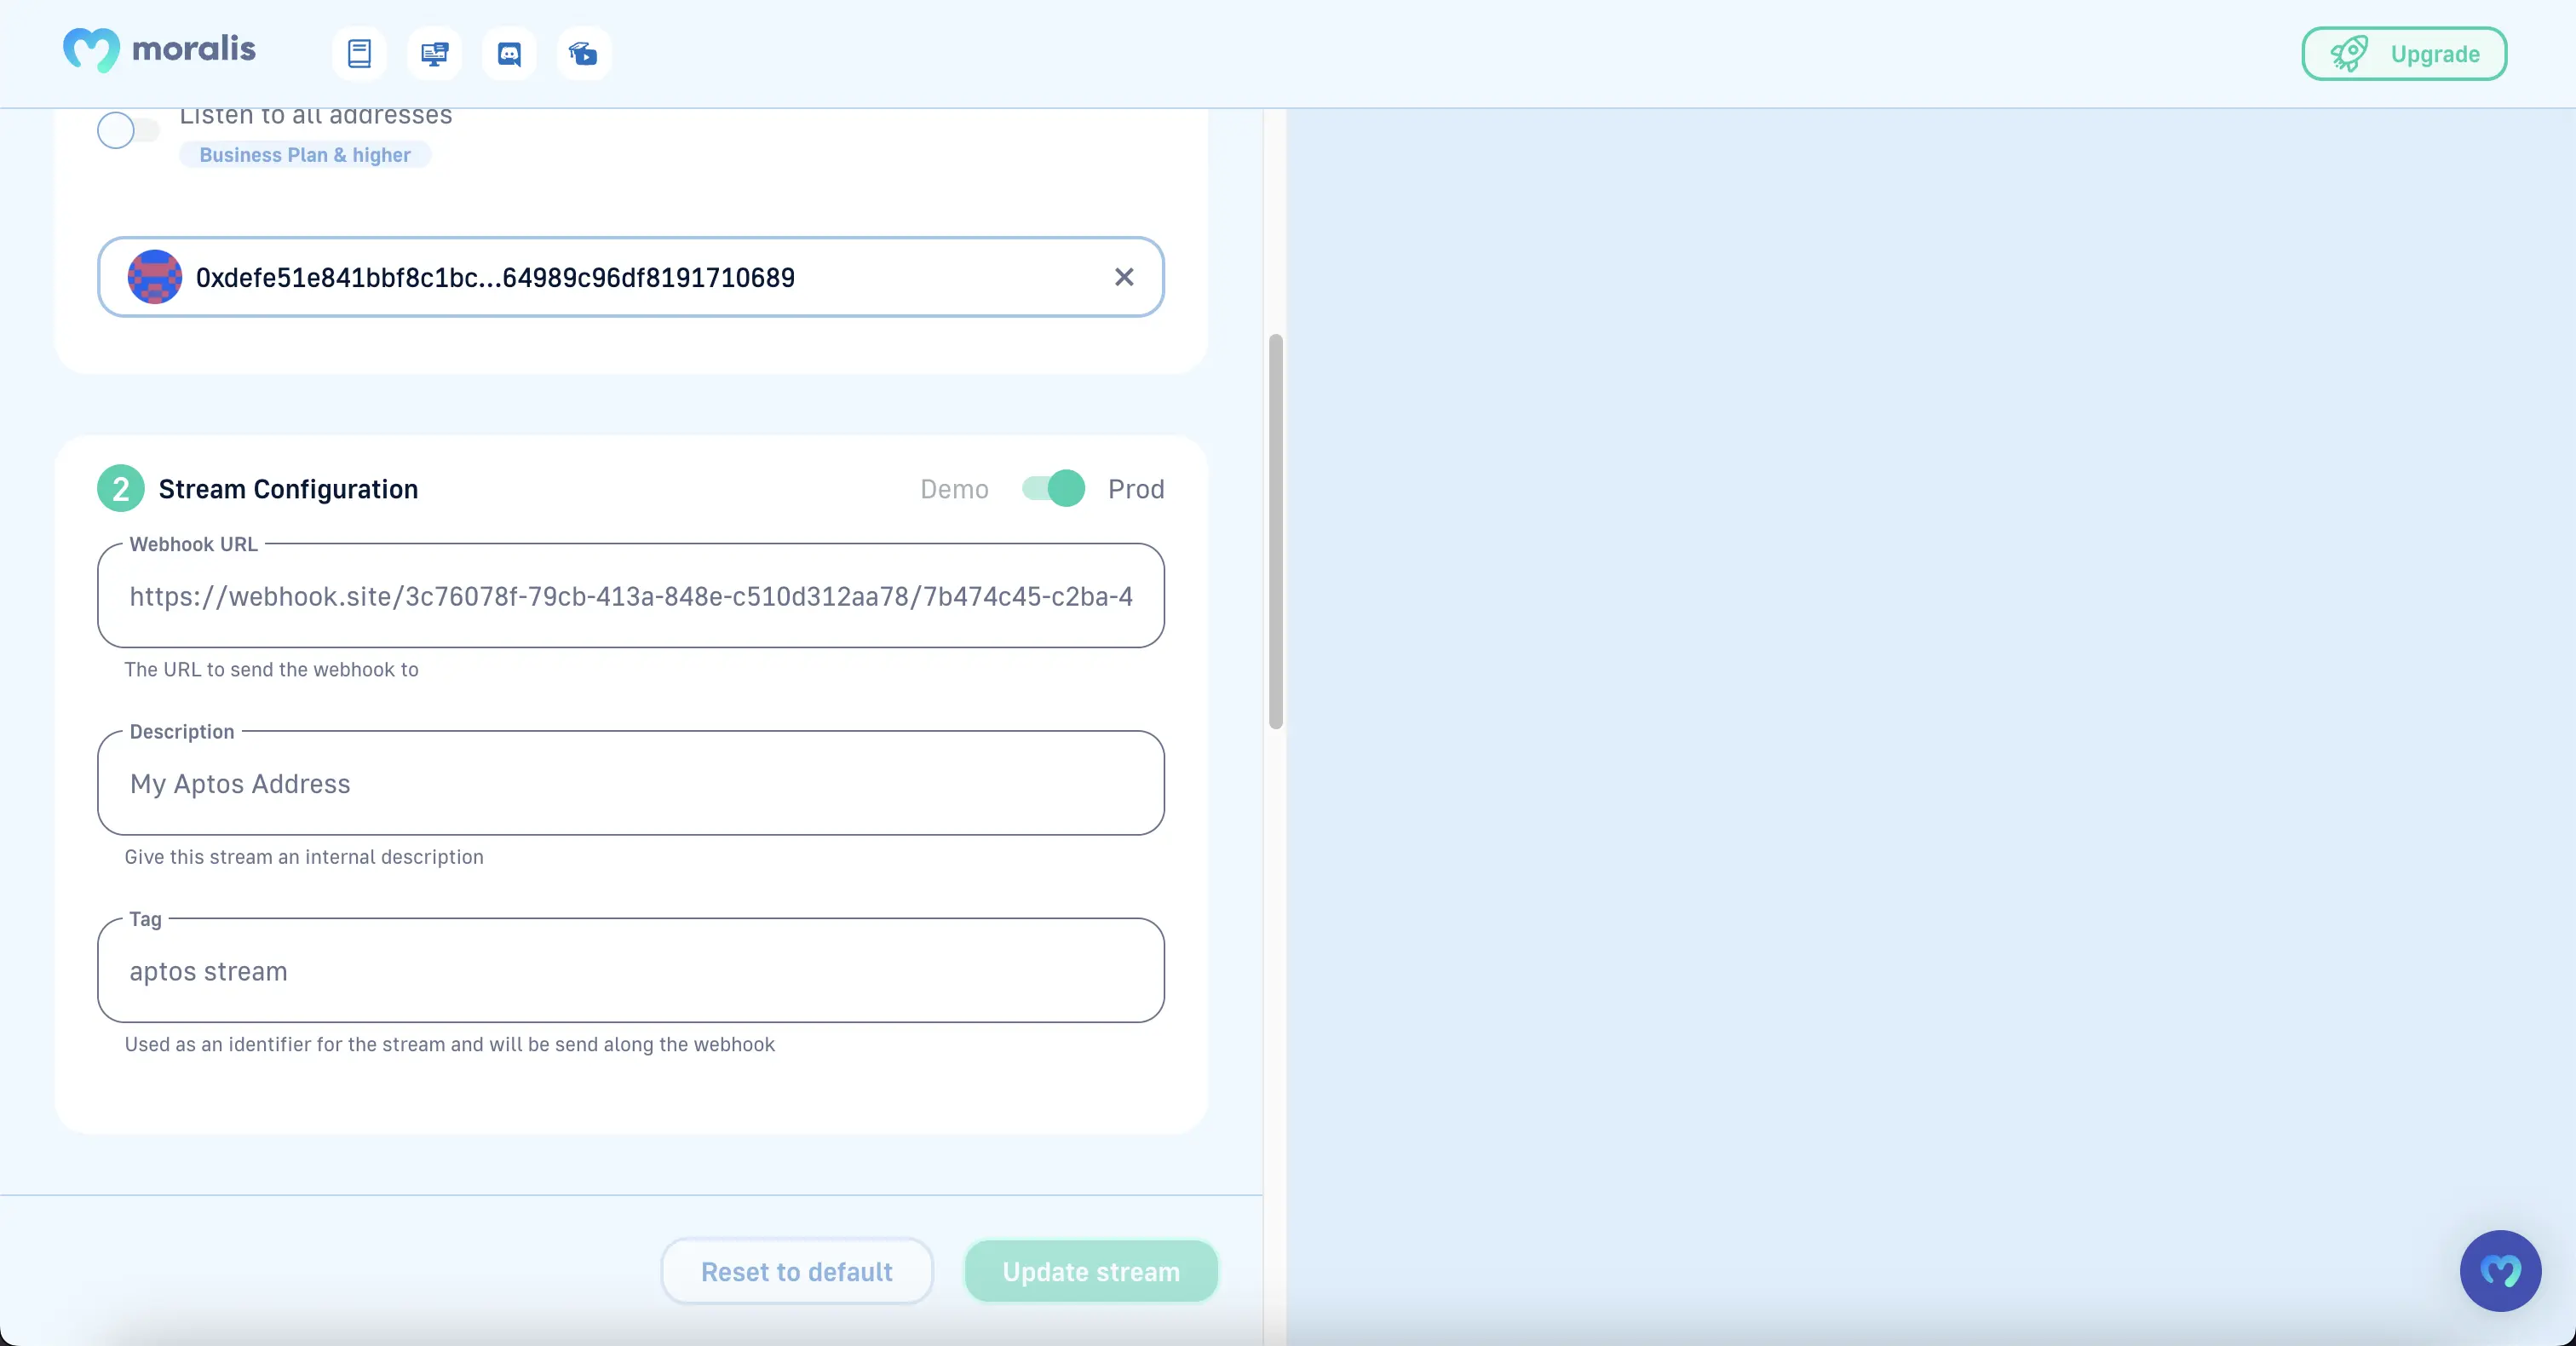 moralis
Upgrade
Listen to all addresses
Business Plan & higher
0xdefe51e841bbf8c1bc...64989c96df8191710689
2 Stream Configuration Demo Prod
Webhook URL
https://webhook.site/3c76078f-79cb-413a-848e-c510d312aa78/7b474c45-c2ba-4
The URL to send the webhook to
Description
My Aptos Address
Give this stream an internal description
Tag
aptos stream
Used as an identifier for the stream and will be send along the webhook
Reset to default Update stream